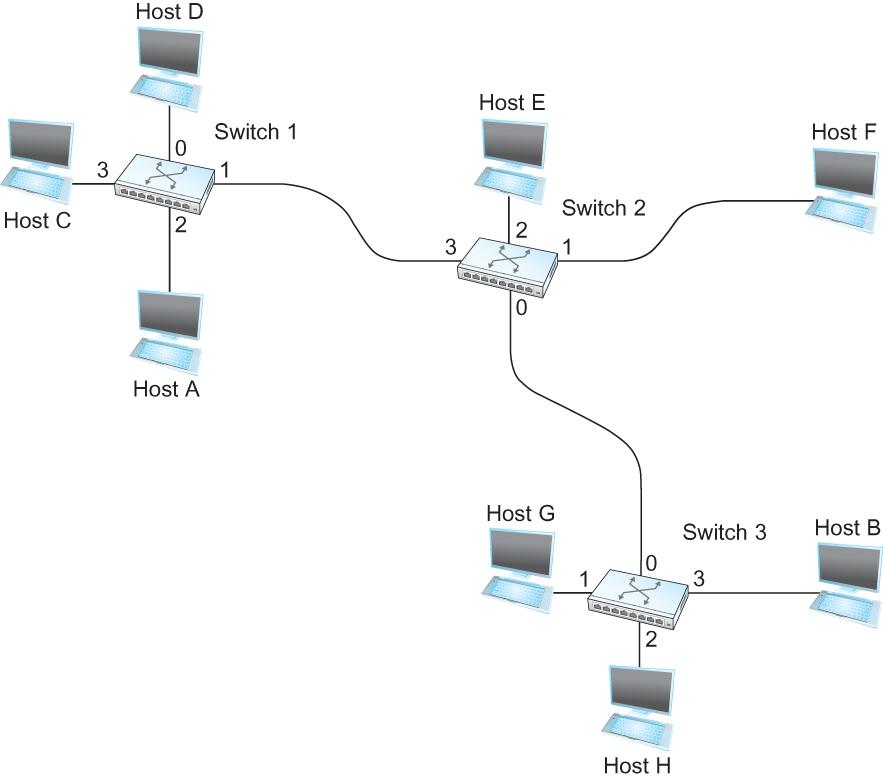 Host D
Switch 1
0
3
1
Host C
2
Host A
Host E
Host F
Switch 2
2
3
1
0
Host G
Switch 3
Host B
0
1
3
2
Host H